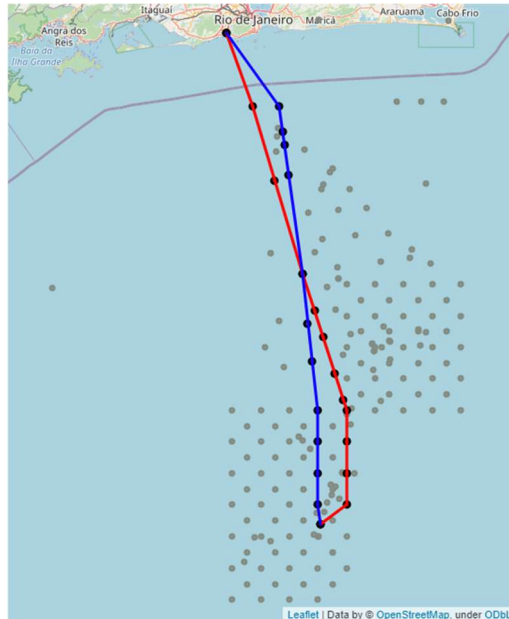 Itaguaí
Rio de Janeiro
Maricá
Araruama
Cabo Frio
Angra dos
Reis
Baía da
Ilha Grande
Leaflet | Data by © OpenStreetMap, under ODbL